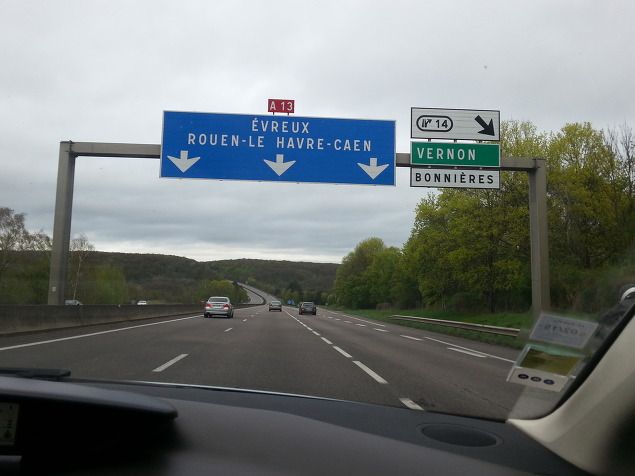 A 13
ÉVREUX
ROUEN-LE HAVRE-CAEN
14
VERNON
BONNIÈRES